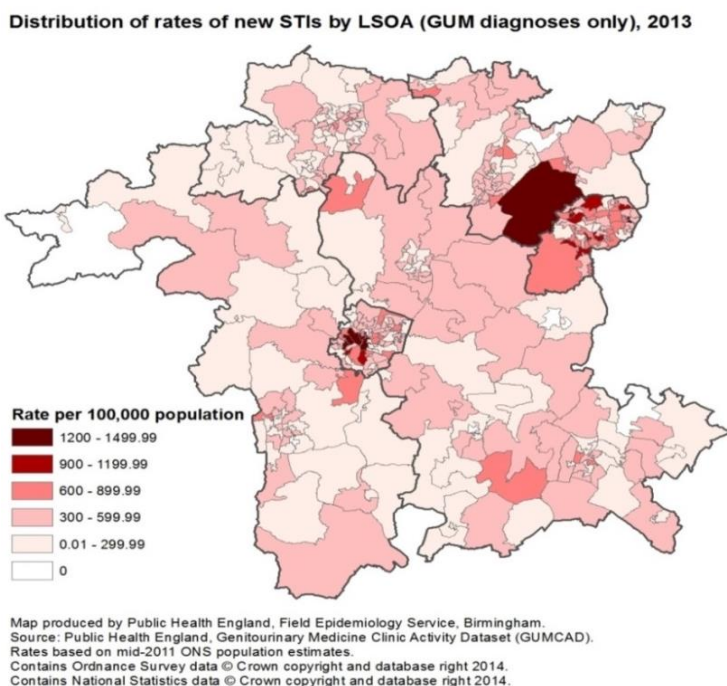 Distribution of rates of new STIs by LSOA (GUM diagnoses only), 2013
Rate per 100,000 population
1200 - 1499.99
900 - 1199.99
600 - 899.99
300 - 599.99
0.01 - 299.99
0
Map produced by Public Health England, Field Epidemiology Service, Birmingham.
Source: Public Health England, Genitourinary Medicine Clinic Activity Dataset (GUMCAD).
Rates based on mid-2011 ONS population estimates.
Contains Ordnance Survey data © Crown copyright and database right 2014.
Contains National Statistics data © Crown copyright and database right 2014.